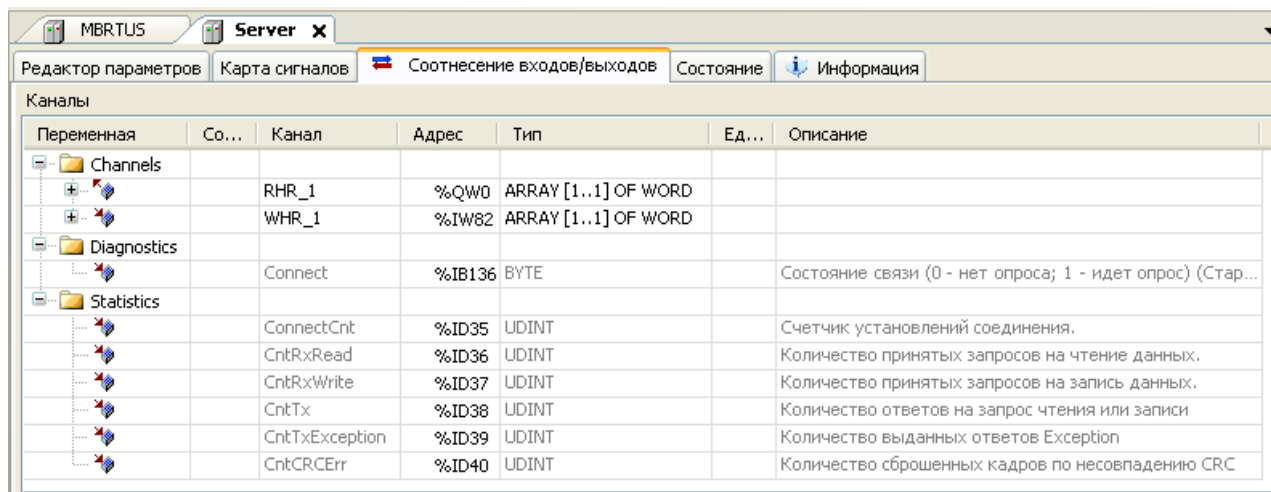 MBRTUS Server X
Редактор параметров Карта сигналов Соотнесение входов/выходов Состояние Информация
Каналы
Переменная Со... Канал Адрес Тип Ед... Описание
Channels
RHR_1 %QW0 ARRAY [1..1] OF WORD
WHR_1 %IW82 ARRAY [1..1] OF WORD
Diagnostics
Connect %IB136 BYTE Состояние связи (0 - нет опроса; 1 - идет опрос) (Стар...
Statistics
ConnectCnt %ID35 UDINT Счетчик установлений соединения.
CntRxRead %ID36 UDINT Количество принятых запросов на чтение данных.
CntRxWrite %ID37 UDINT Количество принятых запросов на запись данных.
CntTx %ID38 UDINT Количество ответов на запрос чтения или записи
CntTxException %ID39 UDINT Количество выданных ответов Exception
CntCRCErr %ID40 UDINT Количество сброшенных кадров по несовпадению CRC